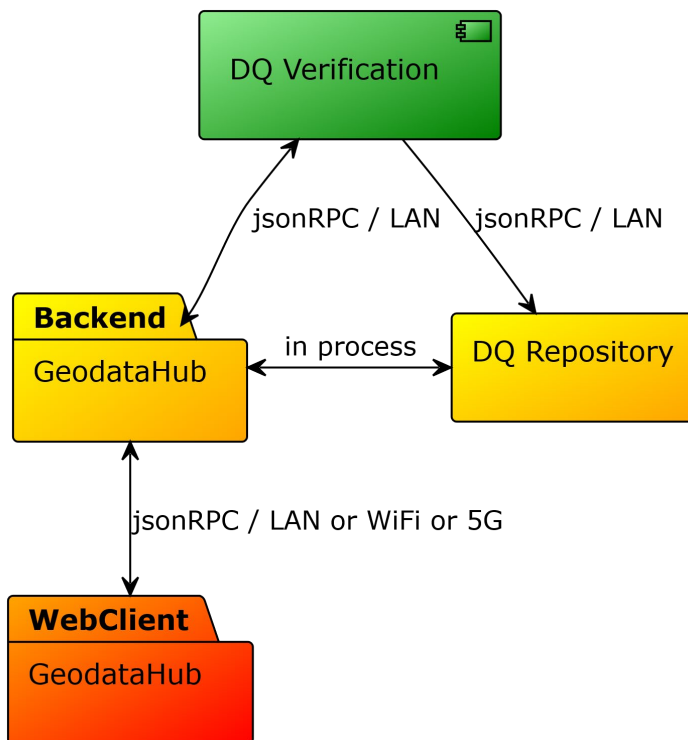 DQ Verification
jsonRPC / LAN
jsonRPC / LAN
Backend
GeodataHub
in process
DQ Repository
jsonRPC / LAN or WiFi or 5G
WebClient
GeodataHub